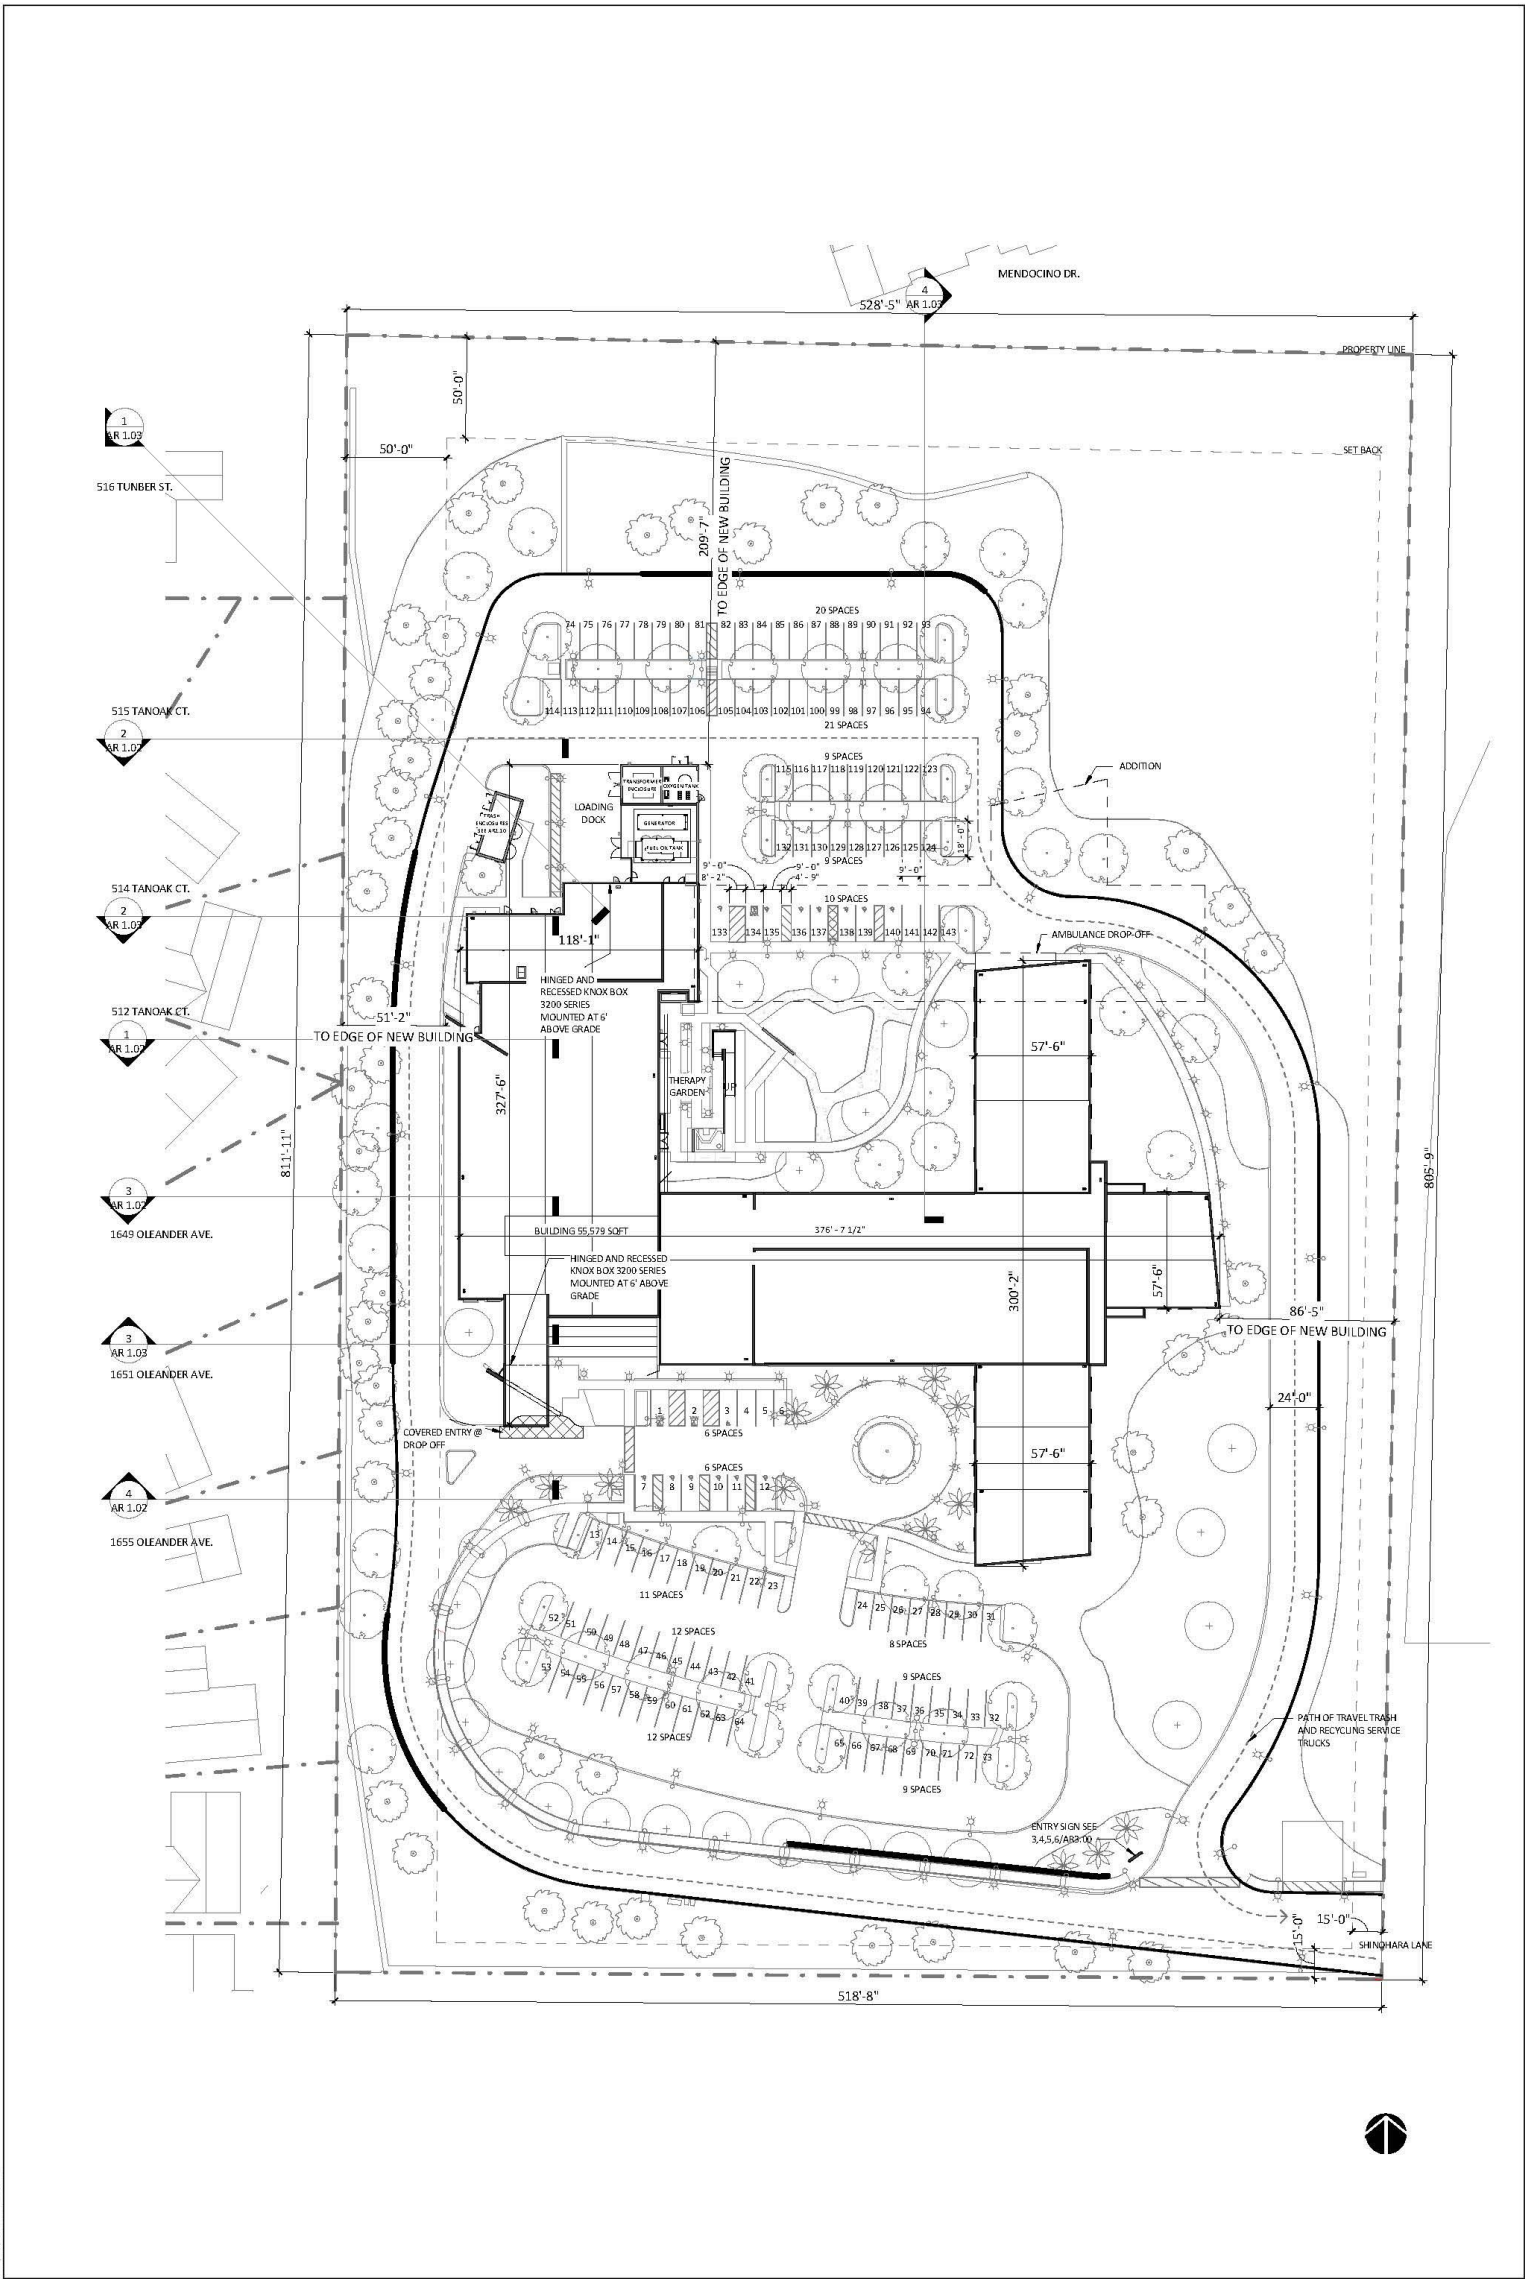 MENDOCINO DR.
4
AR 1.03
528'-5"
PROPERTY LINE
50'-0"
50'-0"
SET BACK
1
AR 1.03
516 TUNBER ST.
209'-7"
TO EDGE OF NEW BUILDING
20 SPACES
74 75 76 77 78 79 80 81 82 83 84 85 86 87 88 89 90 91 92 93
114 113 112 111 110 109 108 107 106 105 104 103 102 101 100 99 98 97 96 95 94
21 SPACES
515 TANOAK CT.
2
AR 1.02
9 SPACES
115 116 117 118 119 120 121 122 123
ADDITION
TRANSFORMER
ENCLOSURE
OXYGEN TANK
LOADING
DOCK
GENERATOR
FUEL OIL TANK
TRASH
ENCLOSURES
SEE AR2.10
132 131 130 129 128 127 126 125 124
9 SPACES
18'-0"
9'-0"
8'-2"
9'-0"
4'-9"
9'-0"
514 TANOAK CT.
2
AR 1.03
10 SPACES
133 134 135 136 137 138 139 140 141 142 143
AMBULANCE DROP-OFF
118'-1"
HINGED AND
RECESSED KNOX BOX
3200 SERIES
MOUNTED AT 6'
ABOVE GRADE
512 TANOAK CT.
51'-2"
TO EDGE OF NEW BUILDING
1
AR 1.02
57'-6"
THERAPY
GARDEN
UP
327'-6"
811'-11"
805'-9"
3
AR 1.02
1649 OLEANDER AVE.
BUILDING 55,579 SQFT
376' - 7 1/2"
HINGED AND RECESSED
KNOX BOX 3200 SERIES
MOUNTED AT 6' ABOVE
GRADE
300'-2"
57'-6"
86'-5"
TO EDGE OF NEW BUILDING
3
AR 1.03
1651 OLEANDER AVE.
24'-0"
1 2 3 4 5 6
6 SPACES
COVERED ENTRY @
DROP OFF
57'-6"
6 SPACES
7 8 9 10 11 12
4
AR 1.02
1655 OLEANDER AVE.
13 14 15 16 17 18 19 20 21 22 23
11 SPACES
24 25 26 27 28 29 30 31
8 SPACES
52 51 50 49 48 47 46 45 44 43 42 41
12 SPACES
53 54 55 56 57 58 59 60 61 62 63 64
12 SPACES
9 SPACES
40 39 38 37 36 35 34 33 32
65 66 67 68 69 70 71 72 73
9 SPACES
PATH OF TRAVEL TRASH
AND RECYCLING SERVICE
TRUCKS
ENTRY SIGN SEE
3,4,5,6/AR3.00
15'-0"
15'-0"
SHINOHARA LANE
518'-8"